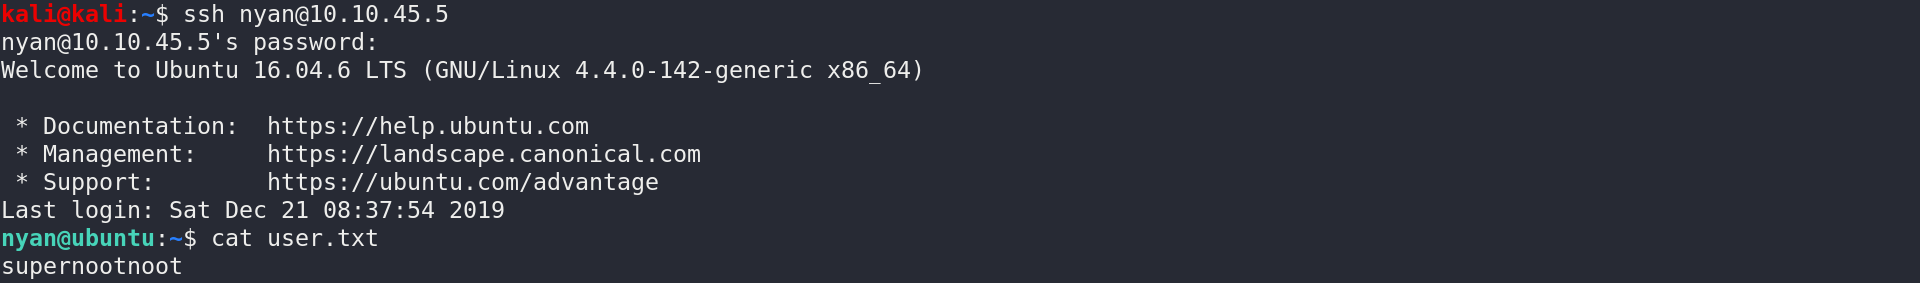 kali@kali:~$ ssh nyan@10.10.45.5
nyan@10.10.45.5's password:
Welcome to Ubuntu 16.04.6 LTS (GNU/Linux 4.4.0-142-generic x86_64)

 * Documentation:  https://help.ubuntu.com
 * Management:     https://landscape.canonical.com
 * Support:        https://ubuntu.com/advantage
Last login: Sat Dec 21 08:37:54 2019
nyan@ubuntu:~$ cat user.txt
supernootnoot